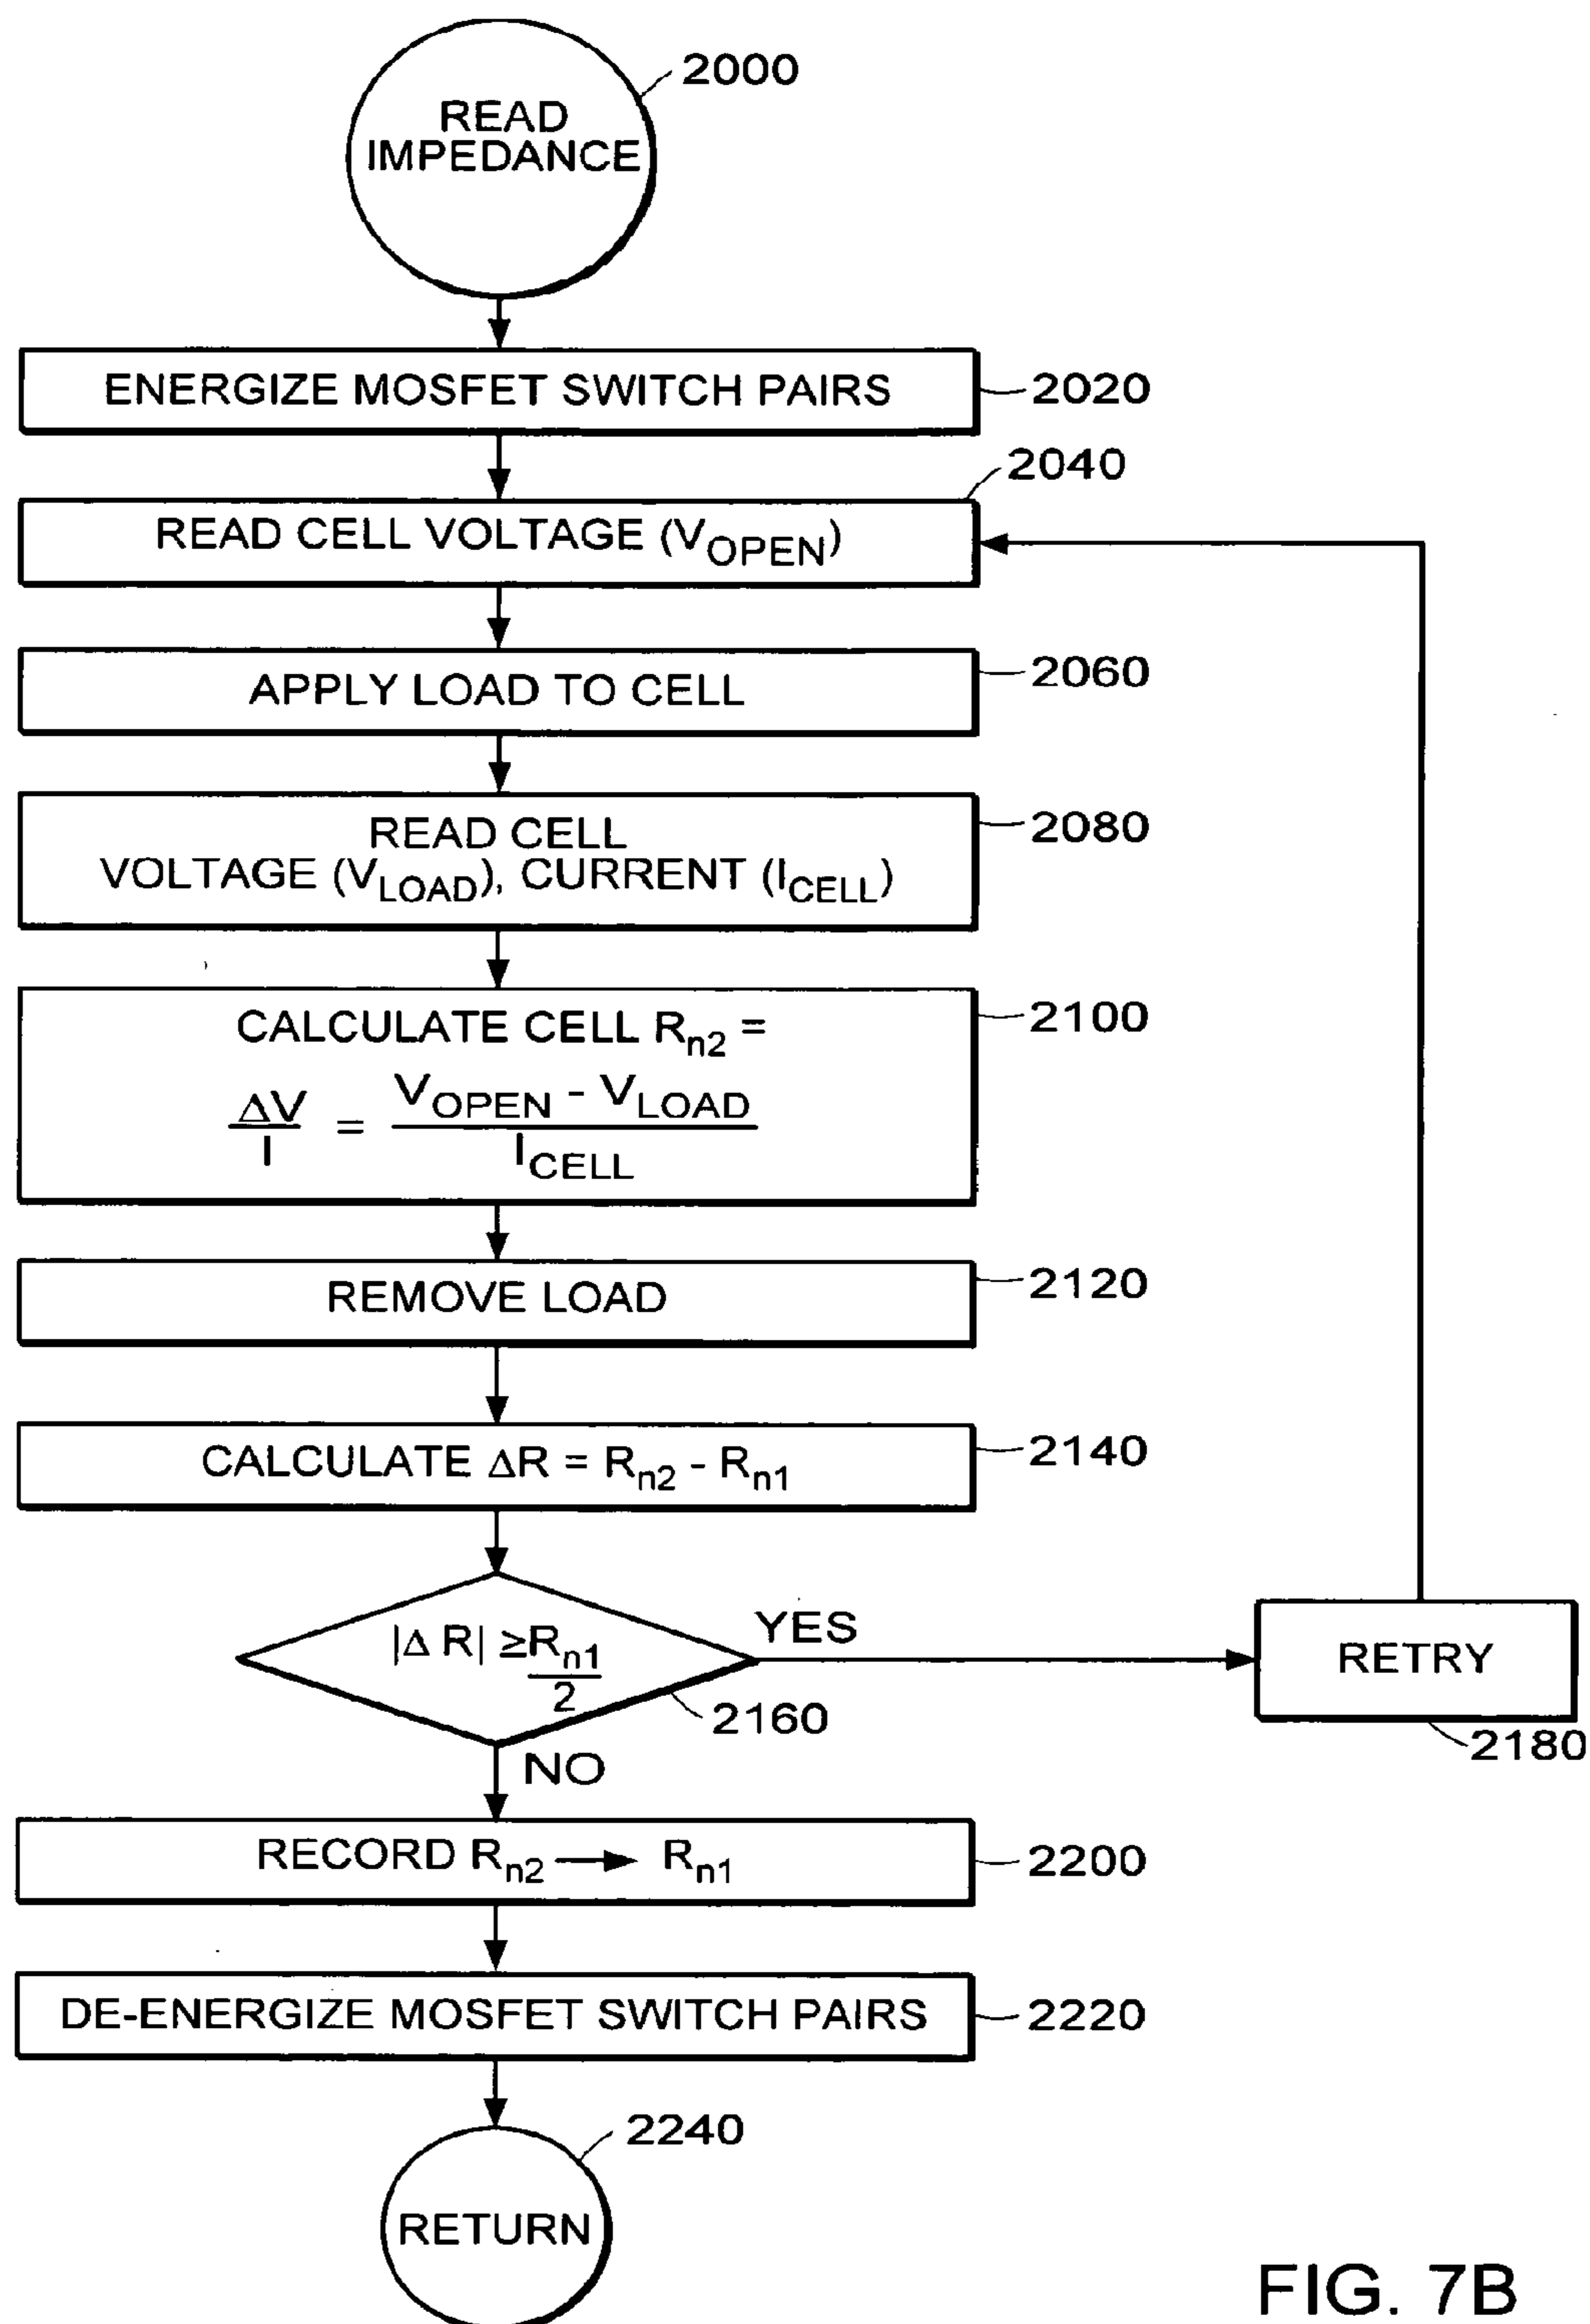 READ
IMPEDANCE
2000
ENERGIZE MOSFET SWITCH PAIRS
2020
2040
READ CELL VOLTAGE (VOPEN)
APPLY LOAD TO CELL
2060
READ CELL
VOLTAGE (VLOAD), CURRENT (ICELL)
2080
CALCULATE CELL Rn2 =
ΔV/I = VOPEN - VLOAD/ICELL
2100
REMOVE LOAD
2120
CALCULATE ΔR = Rn2 - Rn1
2140
|Δ R| ≥ Rn1/2
YES
2160
RETRY
2180
NO
RECORD Rn2 → Rn1
2200
DE-ENERGIZE MOSFET SWITCH PAIRS
2220
2240
RETURN
FIG. 7B